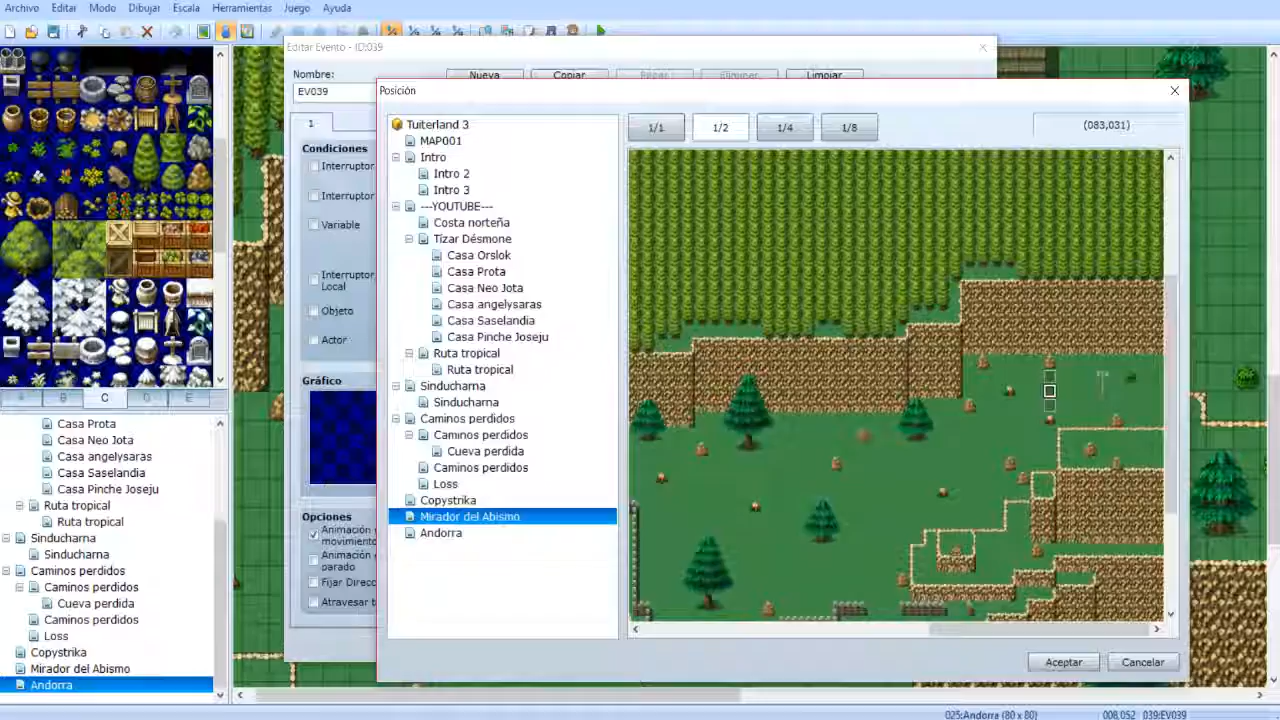 Archivo Editar Modo Dibujar Escala Herramientas Juego Ayuda
Editar Evento - ID:039
Nombre:
Nueva Copiar Pegar Eliminar Limpiar
EV039
1
Condiciones
Interruptor
Interruptor
Variable
Interruptor
Local
Objeto
Actor
Gráfico
Opciones
Animación
movimiento
Animación
parado
Fijar Direcc
Atravesar t
Posición
Tuiterland 3
MAP001
Intro
Intro 2
Intro 3
---YOUTUBE---
Costa norteña
Tízar Désmone
Casa Orslok
Casa Prota
Casa Neo Jota
Casa angelysaras
Casa Saselandia
Casa Pinche Joseju
Ruta tropical
Ruta tropical
Sinducharna
Sinducharna
Caminos perdidos
Caminos perdidos
Cueva perdida
Caminos perdidos
Loss
Copystrika
Mirador del Abismo
Andorra
1/1 1/2 1/4 1/8
(083,031)
Aceptar Cancelar
A B C D E
Casa Prota
Casa Neo Jota
Casa angelysaras
Casa Saselandia
Casa Pinche Joseju
Ruta tropical
Ruta tropical
Sinducharna
Sinducharna
Caminos perdidos
Caminos perdidos
Cueva perdida
Caminos perdidos
Loss
Copystrika
Mirador del Abismo
Andorra
025:Andorra (80 x 80) 008,052 039:EV039